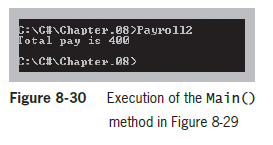 C:\C#\Chapter.08>Payroll2
Total pay is 400
C:\C#\Chapter.08>
Figure 8-30 Execution of the Main()
method in Figure 8-29